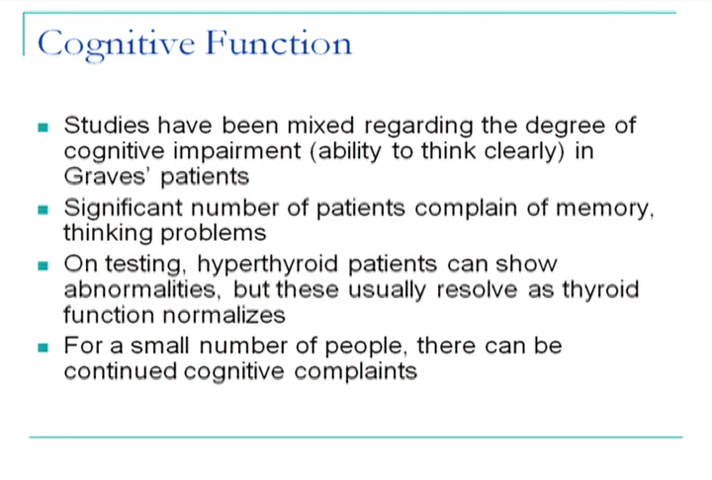 Cognitive Function
Studies have been mixed regarding the degree of
cognitive impairment (ability to think clearly) in
Graves' patients
Significant number of patients complain of memory,
thinking problems
On testing, hyperthyroid patients can show
abnormalities, but these usually resolve as thyroid
function normalizes
For a small number of people, there can be
continued cognitive complaints